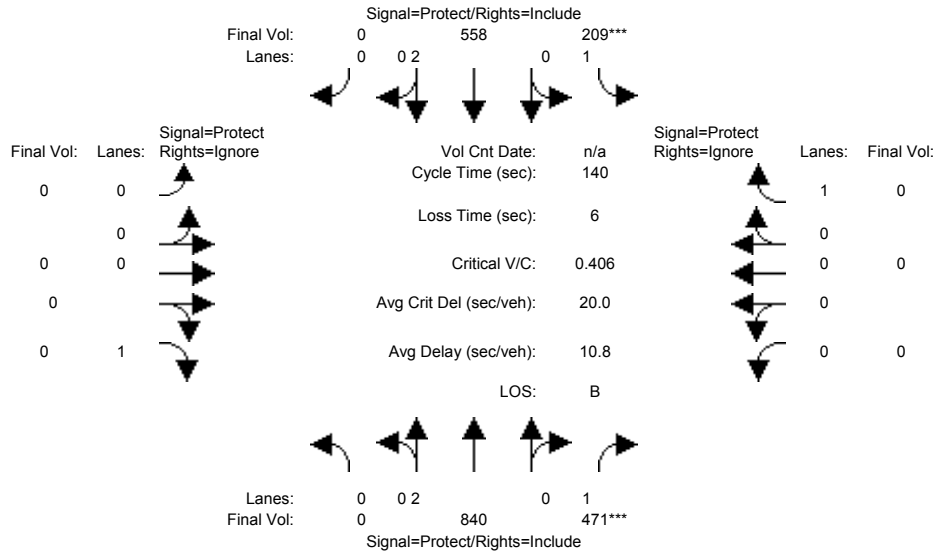 Signal=Protect/Rights=Include
Final Vol: 0 558 209***
Lanes: 0 0 2 0 1
Signal=Protect Signal=Protect
Final Vol: Lanes: Rights=Ignore Vol Cnt Date: n/a Rights=Ignore Lanes: Final Vol:
Cycle Time (sec): 140
0 0 1 0
Loss Time (sec): 6
0 0
0 0 Critical V/C: 0.406 0 0
0 Avg Crit Del (sec/veh): 20.0 0
0 1 Avg Delay (sec/veh): 10.8 0 0
LOS: B
Lanes: 0 0 2 0 1
Final Vol: 0 840 471***
Signal=Protect/Rights=Include